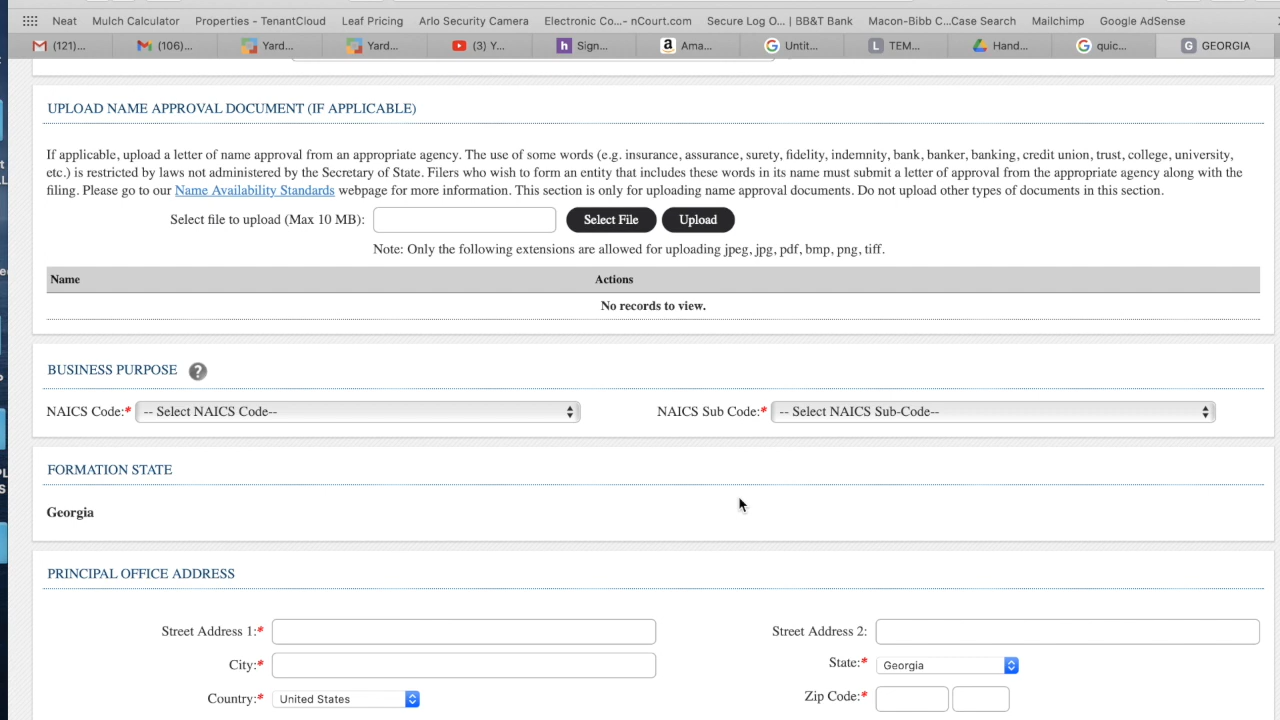 Neat Mulch Calculator Properties - TenantCloud Leaf Pricing Arlo Security Camera Electronic Co...- nCourt.com Secure Log O... | BB&T Bank Macon-Bibb C...Case Search Mailchimp Google AdSense
(121)... (106)... Yard... Yard... (3) Y... Sign... Ama... Untit... TEM... Hand... quic... GEORGIA
UPLOAD NAME APPROVAL DOCUMENT (IF APPLICABLE)
If applicable, upload a letter of name approval from an appropriate agency. The use of some words (e.g. insurance, assurance, surety, fidelity, indemnity, bank, banker, banking, credit union, trust, college, university,
etc.) is restricted by laws not administered by the Secretary of State. Filers who wish to form an entity that includes these words in its name must submit a letter of approval from the appropriate agency along with the
filing. Please go to our Name Availability Standards webpage for more information. This section is only for uploading name approval documents. Do not upload other types of documents in this section.
Select file to upload (Max 10 MB): Select File Upload
Note: Only the following extensions are allowed for uploading jpeg, jpg, pdf, bmp, png, tiff.
Name Actions
No records to view.
BUSINESS PURPOSE ?
NAICS Code:* -- Select NAICS Code-- NAICS Sub Code:* -- Select NAICS Sub-Code--
FORMATION STATE
Georgia
PRINCIPAL OFFICE ADDRESS
Street Address 1:* Street Address 2:
City:* State:* Georgia
Country:* United States Zip Code:*